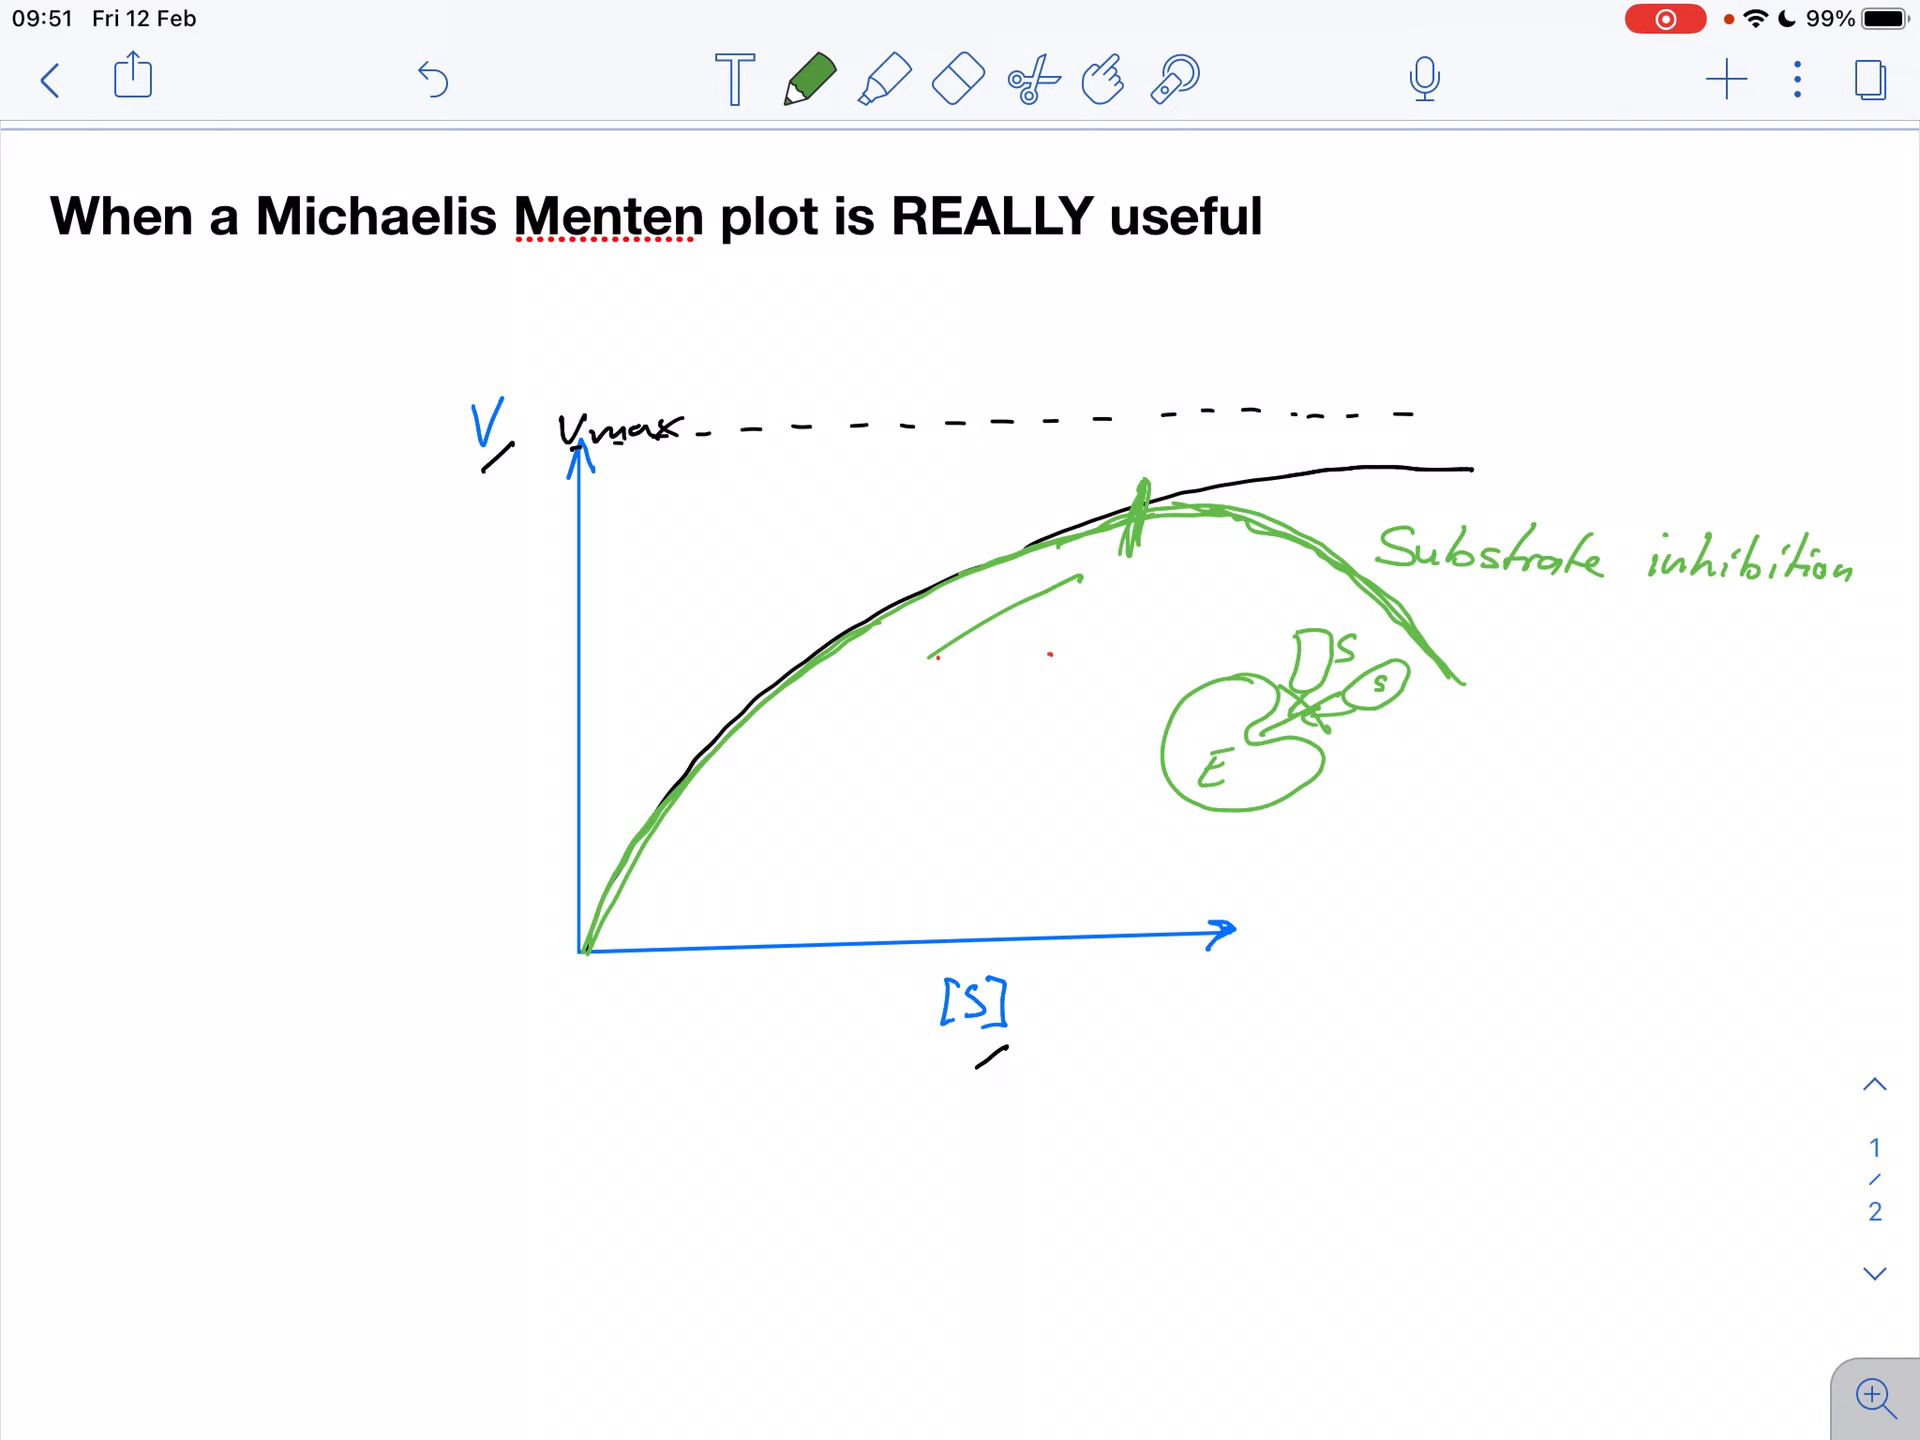 09:51 Fri 12 Feb
99%
T
When a Michaelis Menten plot is REALLY useful
V
Vmax
Substrate inhibition
S
S
E
[S]
1
/
2